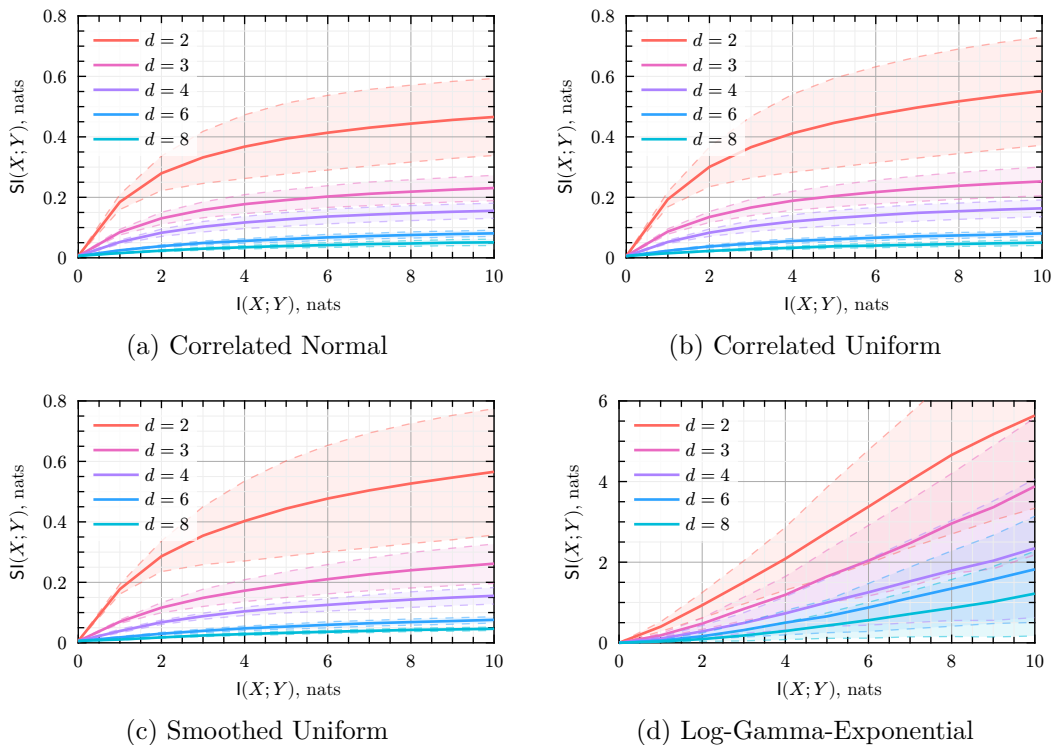 0.8
0.6
0.4
0.2
0
SI(X; Y), nats
d = 2
d = 3
d = 4
d = 6
d = 8
0 2 4 6 8 10
I(X; Y), nats
(a) Correlated Normal
0.8
0.6
0.4
0.2
0
SI(X; Y), nats
d = 2
d = 3
d = 4
d = 6
d = 8
0 2 4 6 8 10
I(X; Y), nats
(b) Correlated Uniform
0.8
0.6
0.4
0.2
0
SI(X; Y), nats
d = 2
d = 3
d = 4
d = 6
d = 8
0 2 4 6 8 10
I(X; Y), nats
(c) Smoothed Uniform
6
4
2
0
SI(X; Y), nats
d = 2
d = 3
d = 4
d = 6
d = 8
0 2 4 6 8 10
I(X; Y), nats
(d) Log-Gamma-Exponential